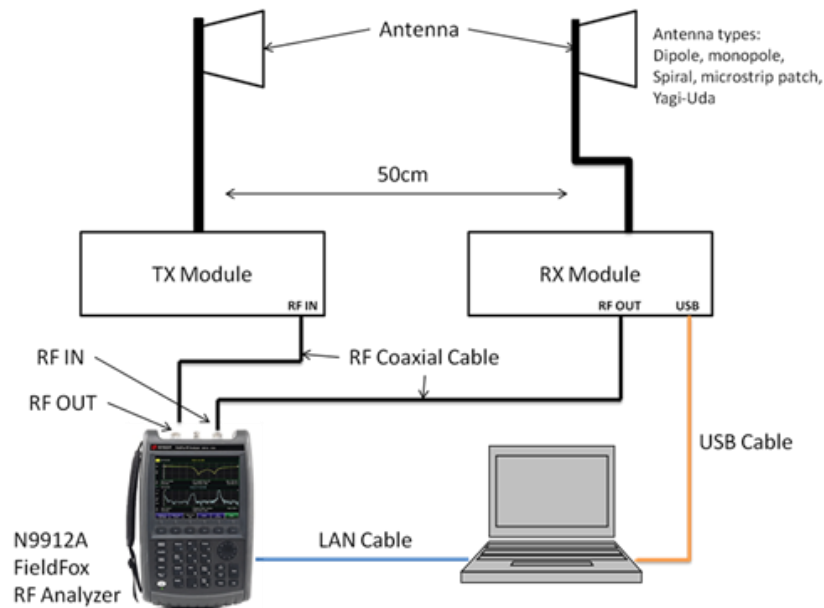 Antenna
Antenna types:
Dipole, monopole,
Spiral, microstrip patch,
Yagi-Uda
50cm
TX Module
RF IN
RX Module
RF OUT
USB
RF IN
RF Coaxial Cable
RF OUT
USB Cable
N9912A
FieldFox
RF Analyzer
LAN Cable